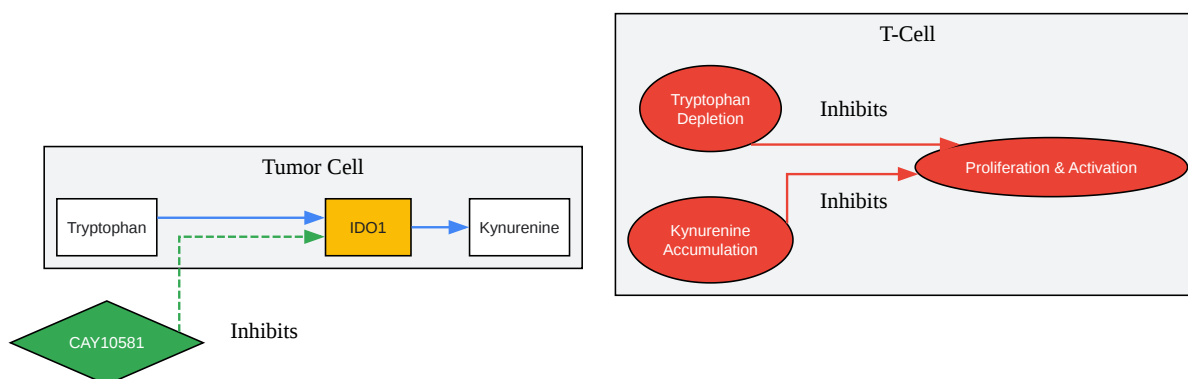 Tumor Cell
Tryptophan
IDO1
Kynurenine
CAY10581
Inhibits
T-Cell
Tryptophan
Depletion
Inhibits
Proliferation & Activation
Inhibits
Kynurenine
Accumulation